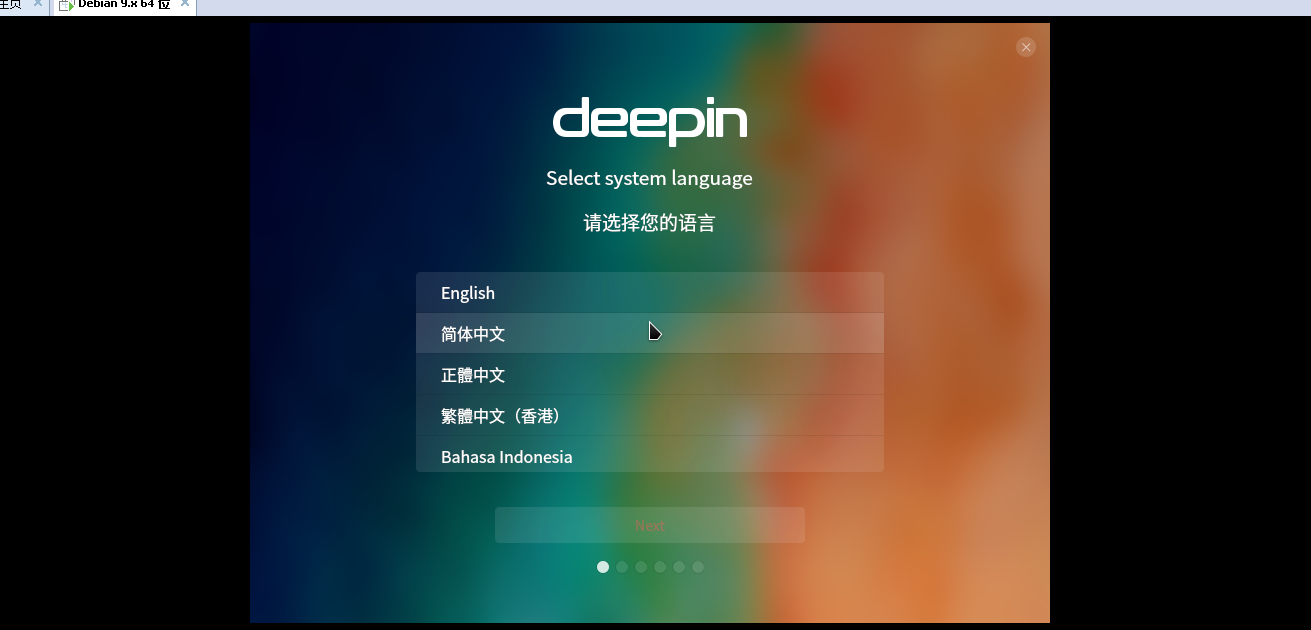 主页
Debian 9.x 64 位
deepin
Select system language
请选择您的语言
English
简体中文
正體中文
繁體中文（香港）
Bahasa Indonesia
Next